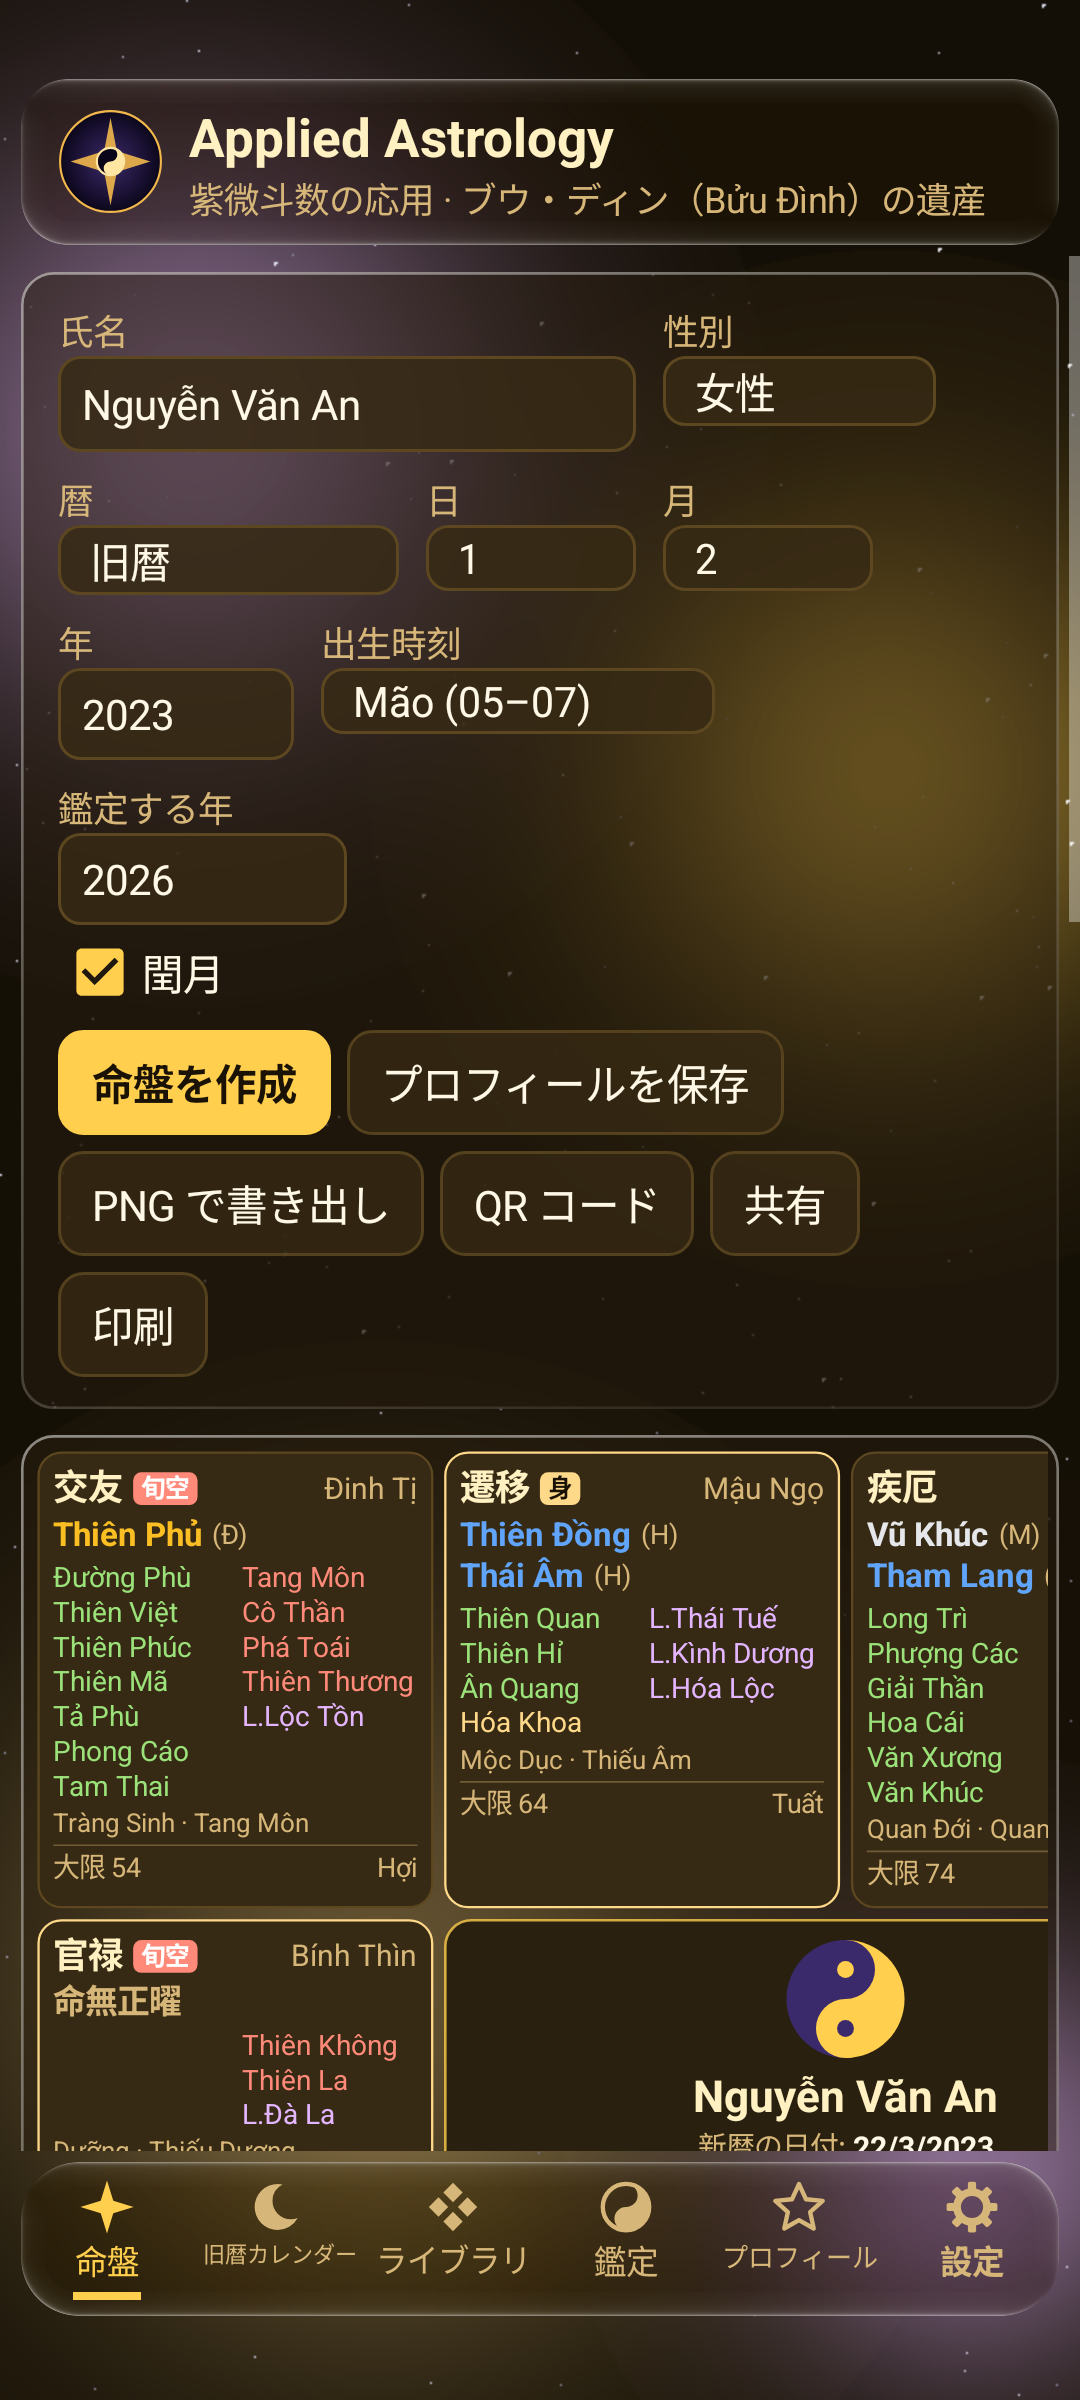 Applied Astrology
紫微斗数の応用 · ブウ・ディン（Bửu Đình）の遺産
氏名
性別
Nguyễn Văn An
女性
暦
日
月
旧暦
1
2
年
出生時刻
2023
Mão (05–07)
鑑定する年
2026
閏月
命盤を作成
プロフィールを保存
PNG で書き出し
QR コード
共有
印刷
交友 旬空 Đinh Tị
Thiên Phủ (Đ)
Đường Phù Tang Môn
Thiên Việt Cô Thần
Thiên Phúc Phá Toái
Thiên Mã Thiên Thương
Tả Phù L.Lộc Tồn
Phong Cáo
Tam Thai
Tràng Sinh · Tang Môn
大限 54 Hợi
遷移 身 Mậu Ngọ
Thiên Đồng (H)
Thái Âm (H)
Thiên Quan L.Thái Tuế
Thiên Hỉ L.Kình Dương
Ân Quang L.Hóa Lộc
Hóa Khoa
Mộc Dục · Thiếu Âm
大限 64 Tuất
疾厄
Vũ Khúc (M)
Tham Lang
Long Trì
Phượng Các
Giải Thần
Hoa Cái
Văn Xương
Văn Khúc
Quan Đới · Quan
大限 74
官禄 旬空 Bính Thìn
命無正曜
Thiên Không
Thiên La
L.Đà La
Dưỡng · Thiếu Dương
Nguyễn Văn An
新暦の日付: 22/3/2023
命盤
旧暦カレンダー
ライブラリ
鑑定
プロフィール
設定